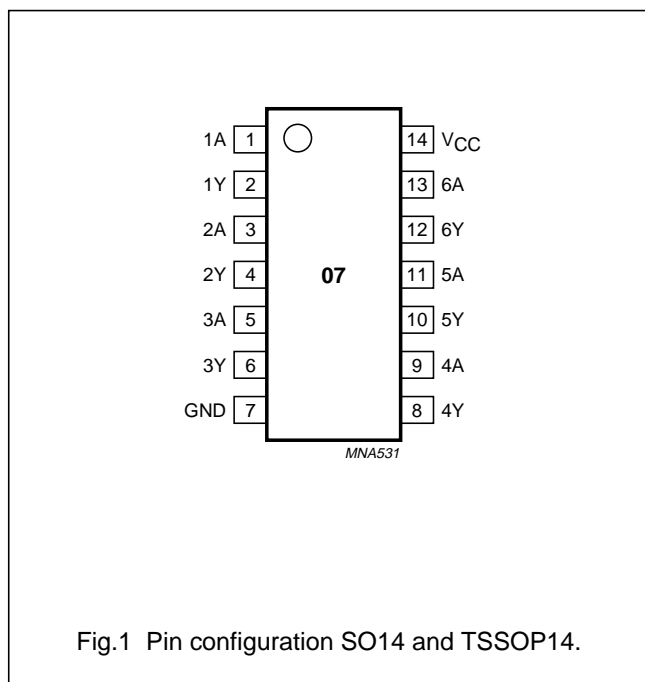 1A 1 14 VCC
1Y 2 13 6A
2A 3 12 6Y
2Y 4 07 11 5A
3A 5 10 5Y
3Y 6 9 4A
GND 7 8 4Y
MNA531
Fig.1 Pin configuration SO14 and TSSOP14.